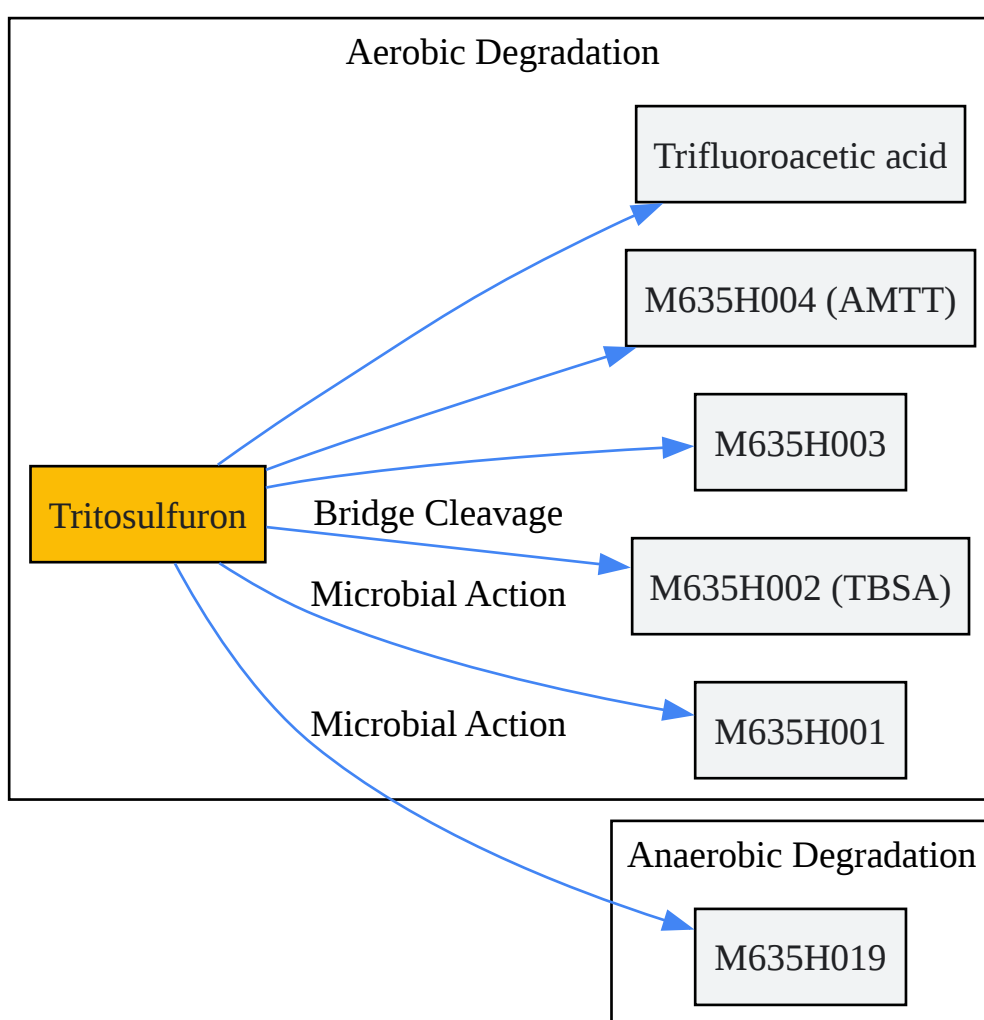 Aerobic Degradation
Trifluoroacetic acid
M635H004 (AMTT)
M635H003
Tritosulfuron
Bridge Cleavage
M635H002 (TBSA)
Microbial Action
M635H001
Microbial Action
Anaerobic Degradation
M635H019